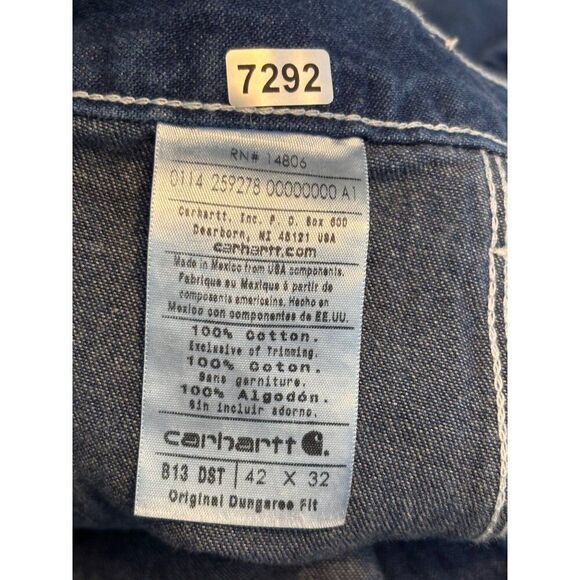 7292
RN# 14806
0114 259278 00000000 A1
Carhartt, Inc. P. O. Box 600
Dearborn, MI 48121 USA
carhartt.com
Made in Mexico from USA components.
Fabrique au Mexique à partir de
composants americains. Hecho en
Mexico con componentes de EE.UU.
100% Cotton.
Exclusive of Trimming.
100% Coton.
Sans garniture.
100% Algodón.
Sin incluir adorno.
carhartt
B13 DST 42 X 32
Original Dungaree Fit